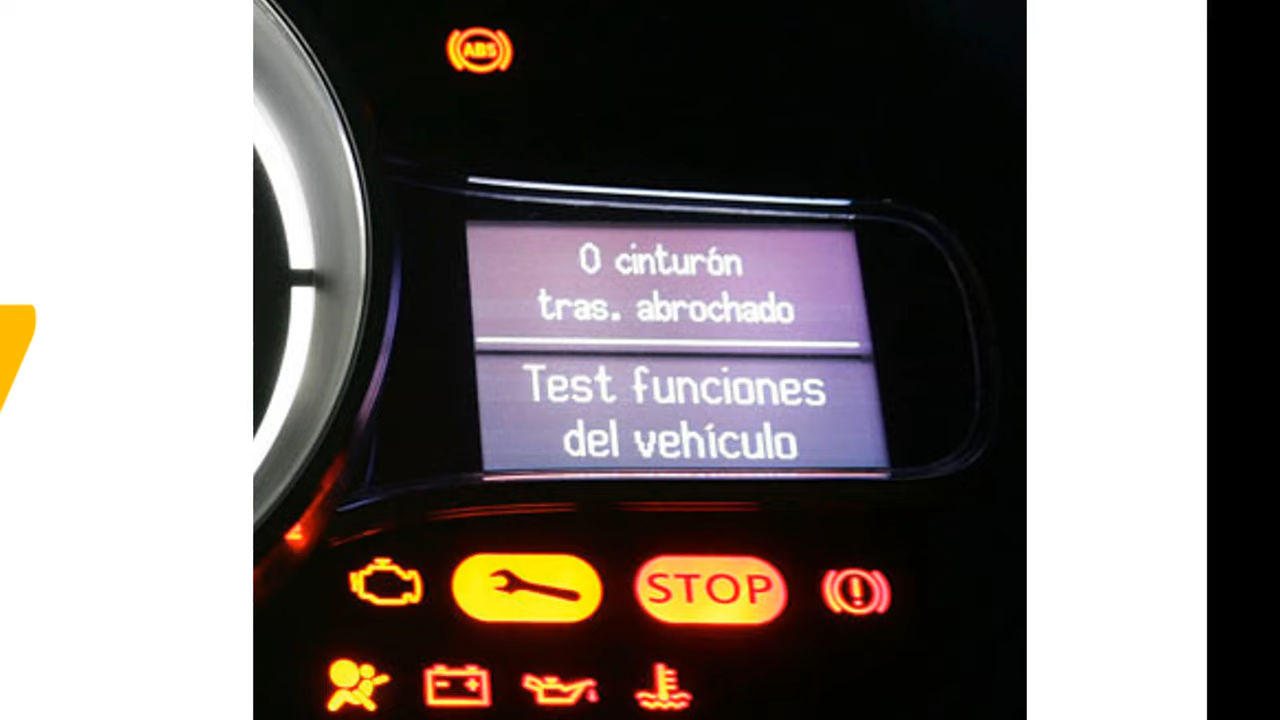 ABS
0 cinturón
tras. abrochado
Test funciones
del vehículo
STOP